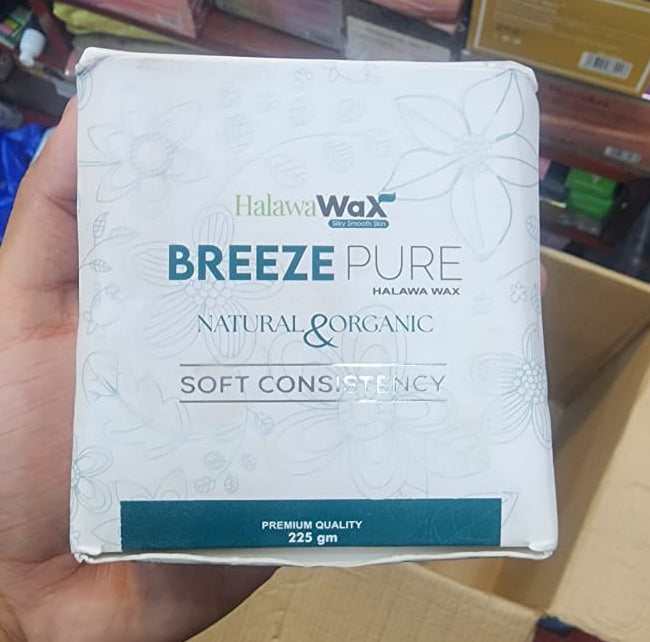 HalawaWax
Silky Smooth Skin
BREEZE PURE
HALAWA WAX
NATURAL & ORGANIC
SOFT CONSISTENCY
PREMIUM QUALITY
225 gm